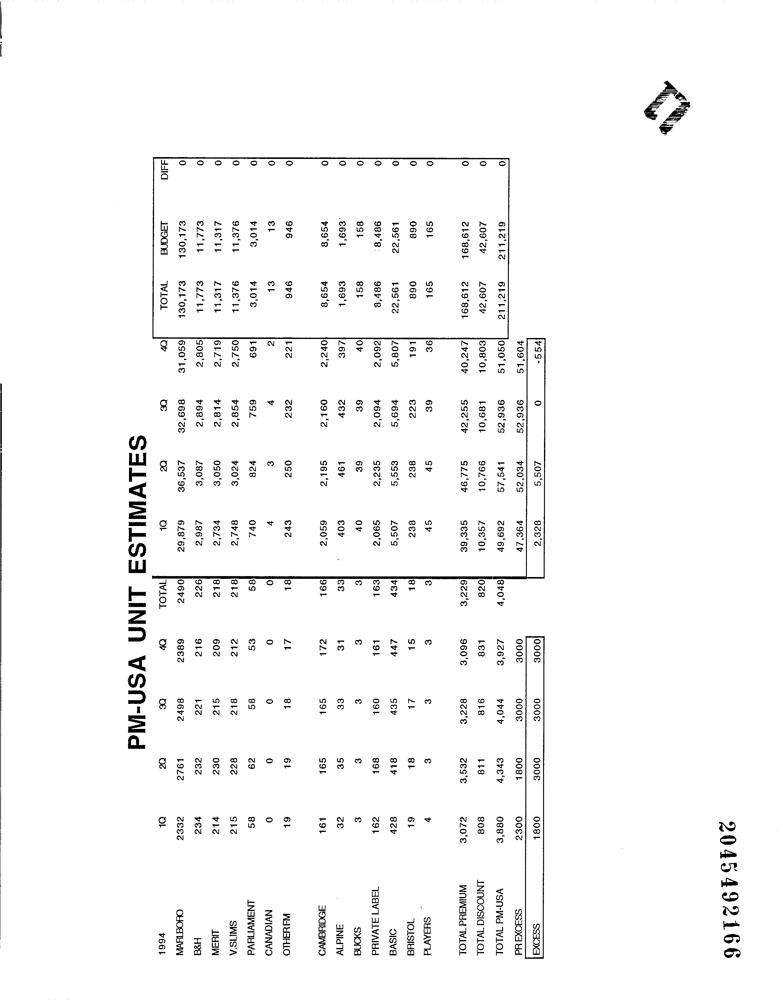 PM-USA UNIT ESTIMATES
1994 1Q 2Q 3Q 4Q TOTAL 1Q 2Q 3Q 4Q TOTAL BUDGET DIFF
MARLBORO 2332 2761 2498 2389 2490 29,879 36,537 32,698 31,059 130,173 130,173 0
B&H 234 232 221 216 226 2,987 3,087 2,894 2,805 11,773 11,773 0
MERIT 214 230 215 209 218 2,734 3,050 2,814 2,719 11,317 11,317 0
V.SLIMS 215 228 218 212 218 2,748 3,024 2,854 2,750 11,376 11,376 0
PARLIAMENT 58 62 58 53 58 740 824 759 691 3,014 3,014 0
CANADIAN 0 0 0 0 0 4 3 4 2 13 13 0
OTHER FM 19 19 18 17 18 243 250 232 221 946 946 0
CAMBRIDGE 161 165 165 172 166 2,059 2,195 2,160 2,240 8,654 8,654 0
ALPINE 32 35 33 31 33 403 461 432 397 1,693 1,693 0
BUCKS 3 3 3 3 3 40 39 39 40 158 158 0
PRIVATE LABEL 162 168 160 161 163 2,065 2,235 2,094 2,092 8,486 8,486 0
BASIC 428 418 435 447 434 5,507 5,553 5,694 5,807 22,561 22,561 0
BRISTOL 19 18 17 15 18 238 238 223 191 890 890 0
PLAYERS 4 3 3 3 3 45 45 39 36 165 165 0
TOTAL PREMIUM 3,072 3,532 3,228 3,096 3,229 39,335 46,775 42,255 40,247 168,612 168,612 0
TOTAL DISCOUNT 808 811 816 831 820 10,357 10,766 10,681 10,803 42,607 42,607 0
TOTAL PM-USA 3,880 4,343 4,044 3,927 4,048 49,692 57,541 52,936 51,050 211,219 211,219 0
PR EXCESS 2300 1800 3000 3000 47,364 52,034 52,936 51,604
EXCESS 1800 3000 3000 3000 2,328 5,507 0 -554
2045492166